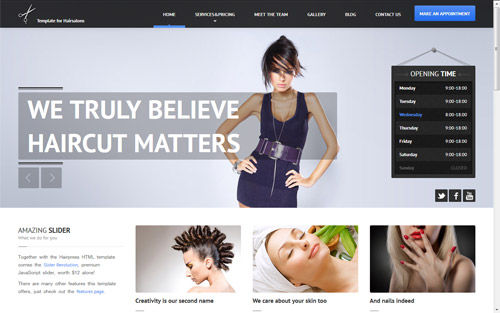 Template for Hairsalons
HOME
SERVICES&PRICING
MEET THE TEAM
GALLERY
BLOG
CONTACT US
MAKE AN APPOINTMENT
WE TRULY BELIEVE
HAIRCUT MATTERS
OPENING TIME
Monday 9:00-18:00
Tuesday 9:00-18:00
Wednesday 8:00-18:00
Thursday 9:00-18:00
Friday 9:00-18:00
Saturday 9:00-18:00
Sunday CLOSED
AMAZING SLIDER
What we do for you
Together with the Hairpress HTML template
comes the Slider Revolution, premium
JavaScript slider, worth $12 alone!
There are many other features this template
offers, just check out the features page.
Creativity is our second name
We care about your skin too
And nails indeed